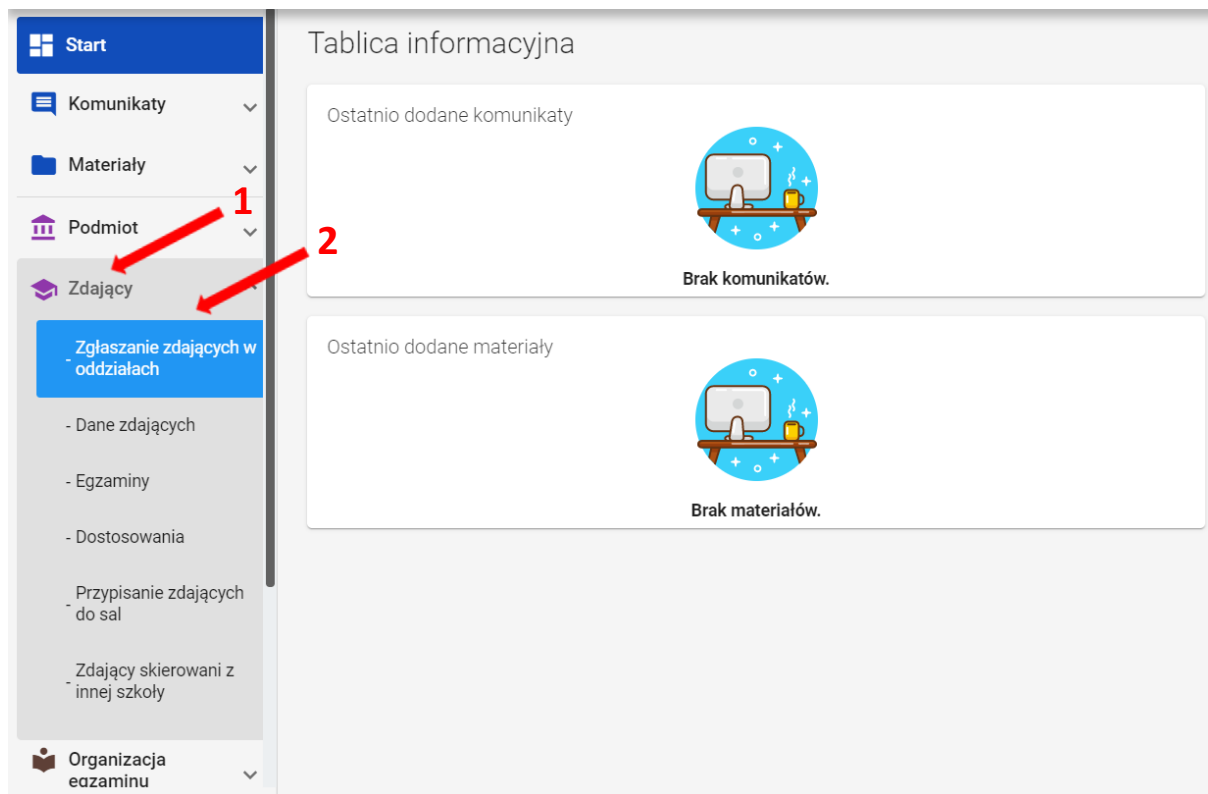 Start
Komunikaty
Materiały
1
Podmiot
2
Zdający
- Zgłaszanie zdających w
oddziałach
- Dane zdających
- Egzaminy
- Dostosowania
- Przypisanie zdających
do sal
- Zdający skierowani z
innej szkoły
Organizacja
egzaminu
Tablica informacyjna
Ostatnio dodane komunikaty
Brak komunikatów.
Ostatnio dodane materiały
Brak materiałów.